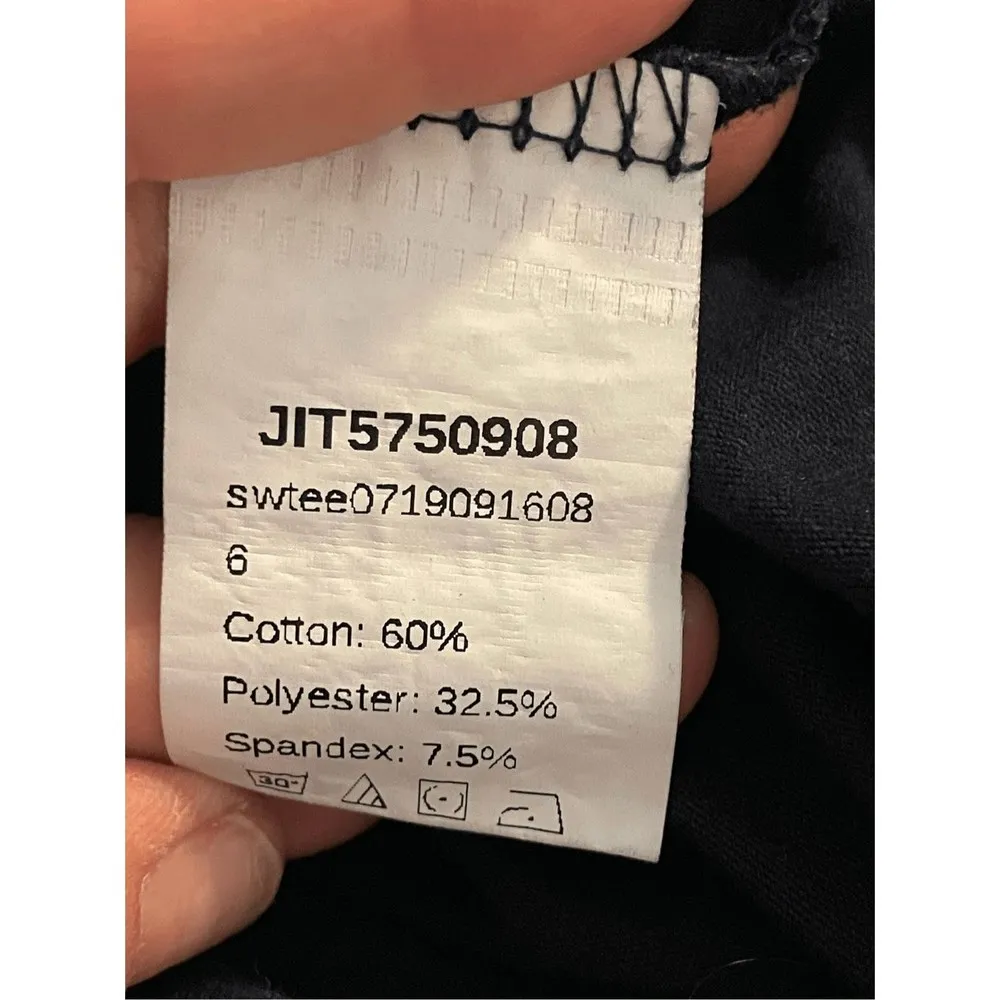 JIT5750908
swtee0719091608
6
Cotton: 60%
Polyester: 32.5%
Spandex: 7.5%
30°